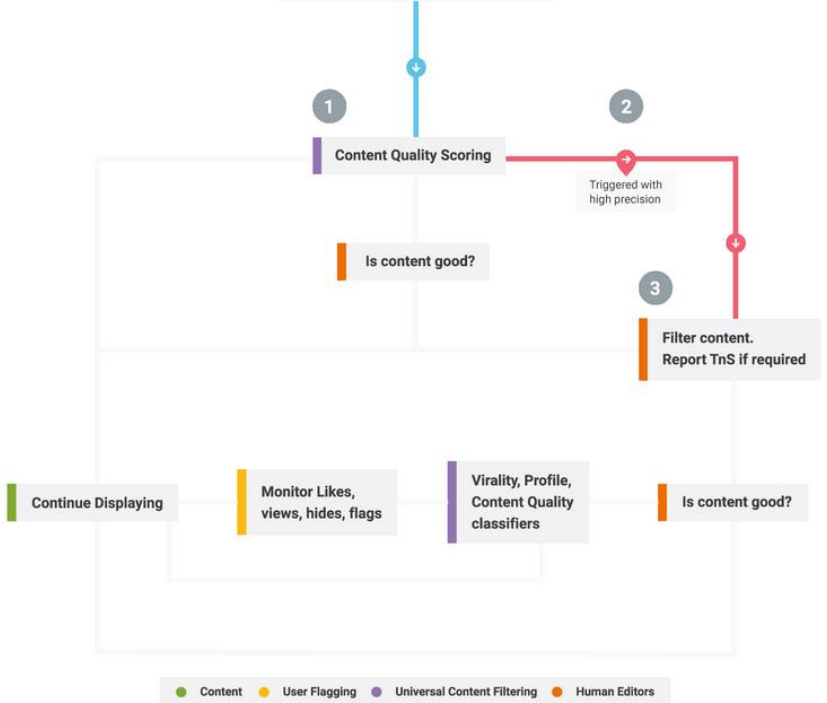 1
2
Content Quality Scoring
Triggered with
high precision
Is content good?
3
Filter content.
Report TnS if required
Continue Displaying
Monitor Likes,
views, hides, flags
Virality, Profile,
Content Quality
classifiers
Is content good?
Content
User Flagging
Universal Content Filtering
Human Editors